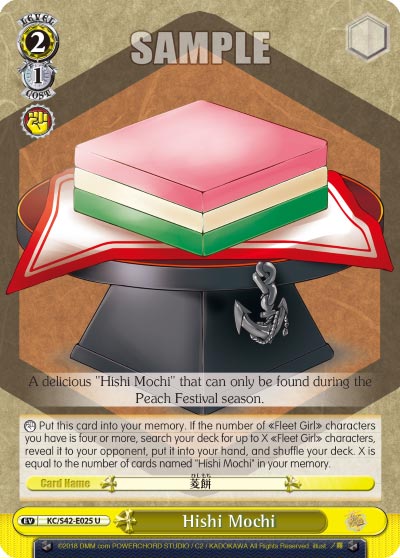 LEVEL
2
1
COST
SAMPLE
A delicious "Hishi Mochi" that can only be found during the
Peach Festival season.
Put this card into your memory. If the number of «Fleet Girl» characters
you have is four or more, search your deck for up to X «Fleet Girl» characters,
reveal it to your opponent, put it into your hand, and shuffle your deck. X is
equal to the number of cards named "Hishi Mochi" in your memory.
Card Name
菱餅
EV KC/S42-E025 U
Hishi Mochi
©2018 DMM.com POWERCHORD STUDIO / C2 / KADOKAWA All Rights Reserved.